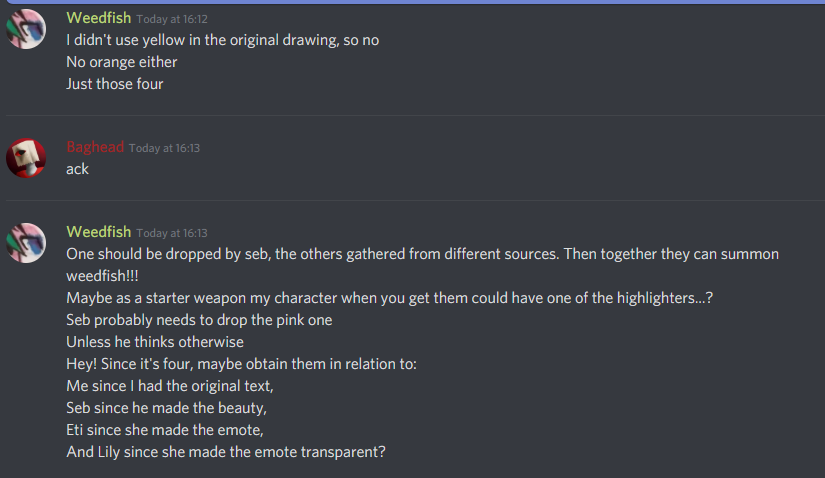 Weedfish Today at 16:12
I didn't use yellow in the original drawing, so no
No orange either
Just those four
Baghead Today at 16:13
ack
Weedfish Today at 16:13
One should be dropped by seb, the others gathered from different sources. Then together they can summon
weedfish!!!
Maybe as a starter weapon my character when you get them could have one of the highlighters...?
Seb probably needs to drop the pink one
Unless he thinks otherwise
Hey! Since it's four, maybe obtain them in relation to:
Me since I had the original text,
Seb since he made the beauty,
Eti since she made the emote,
And Lily since she made the emote transparent?